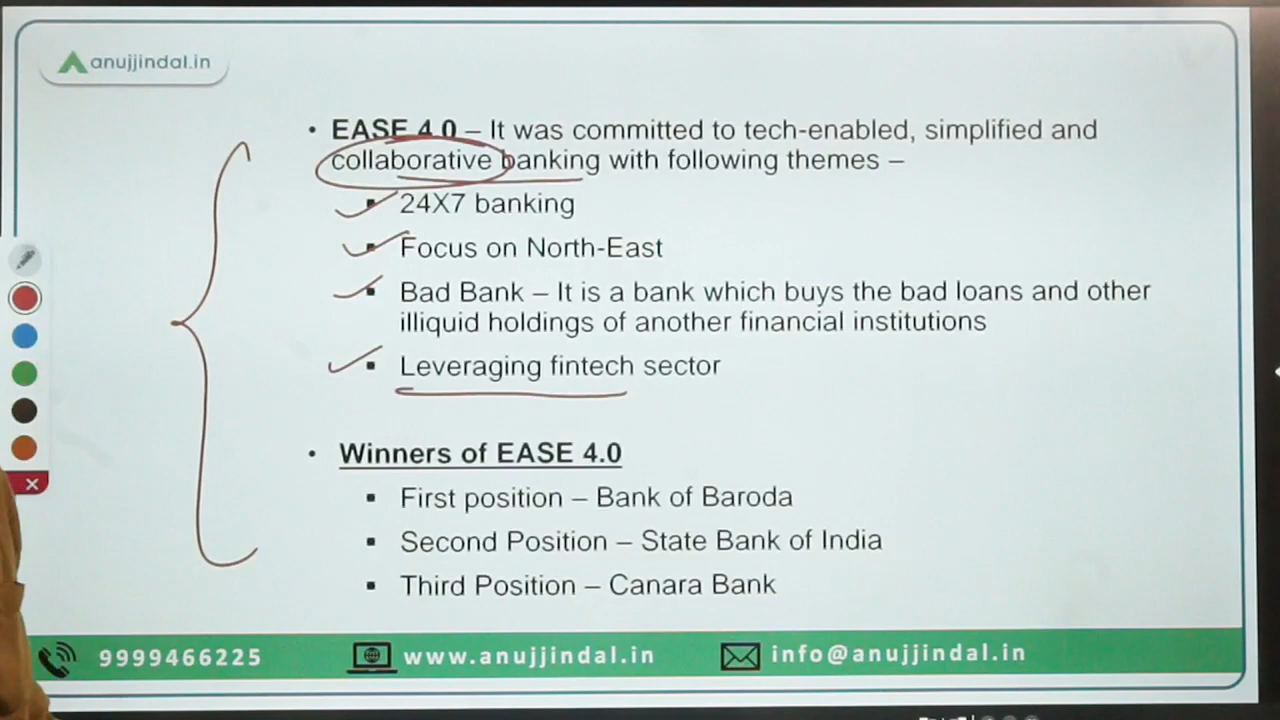 anujjindal.in
• EASE 4.0 – It was committed to tech-enabled, simplified and
collaborative banking with following themes –
▪ 24X7 banking
▪ Focus on North-East
▪ Bad Bank – It is a bank which buys the bad loans and other
illiquid holdings of another financial institutions
▪ Leveraging fintech sector
• Winners of EASE 4.0
▪ First position – Bank of Baroda
▪ Second Position – State Bank of India
▪ Third Position – Canara Bank
9999466225 www.anujjindal.in info@anujjindal.in